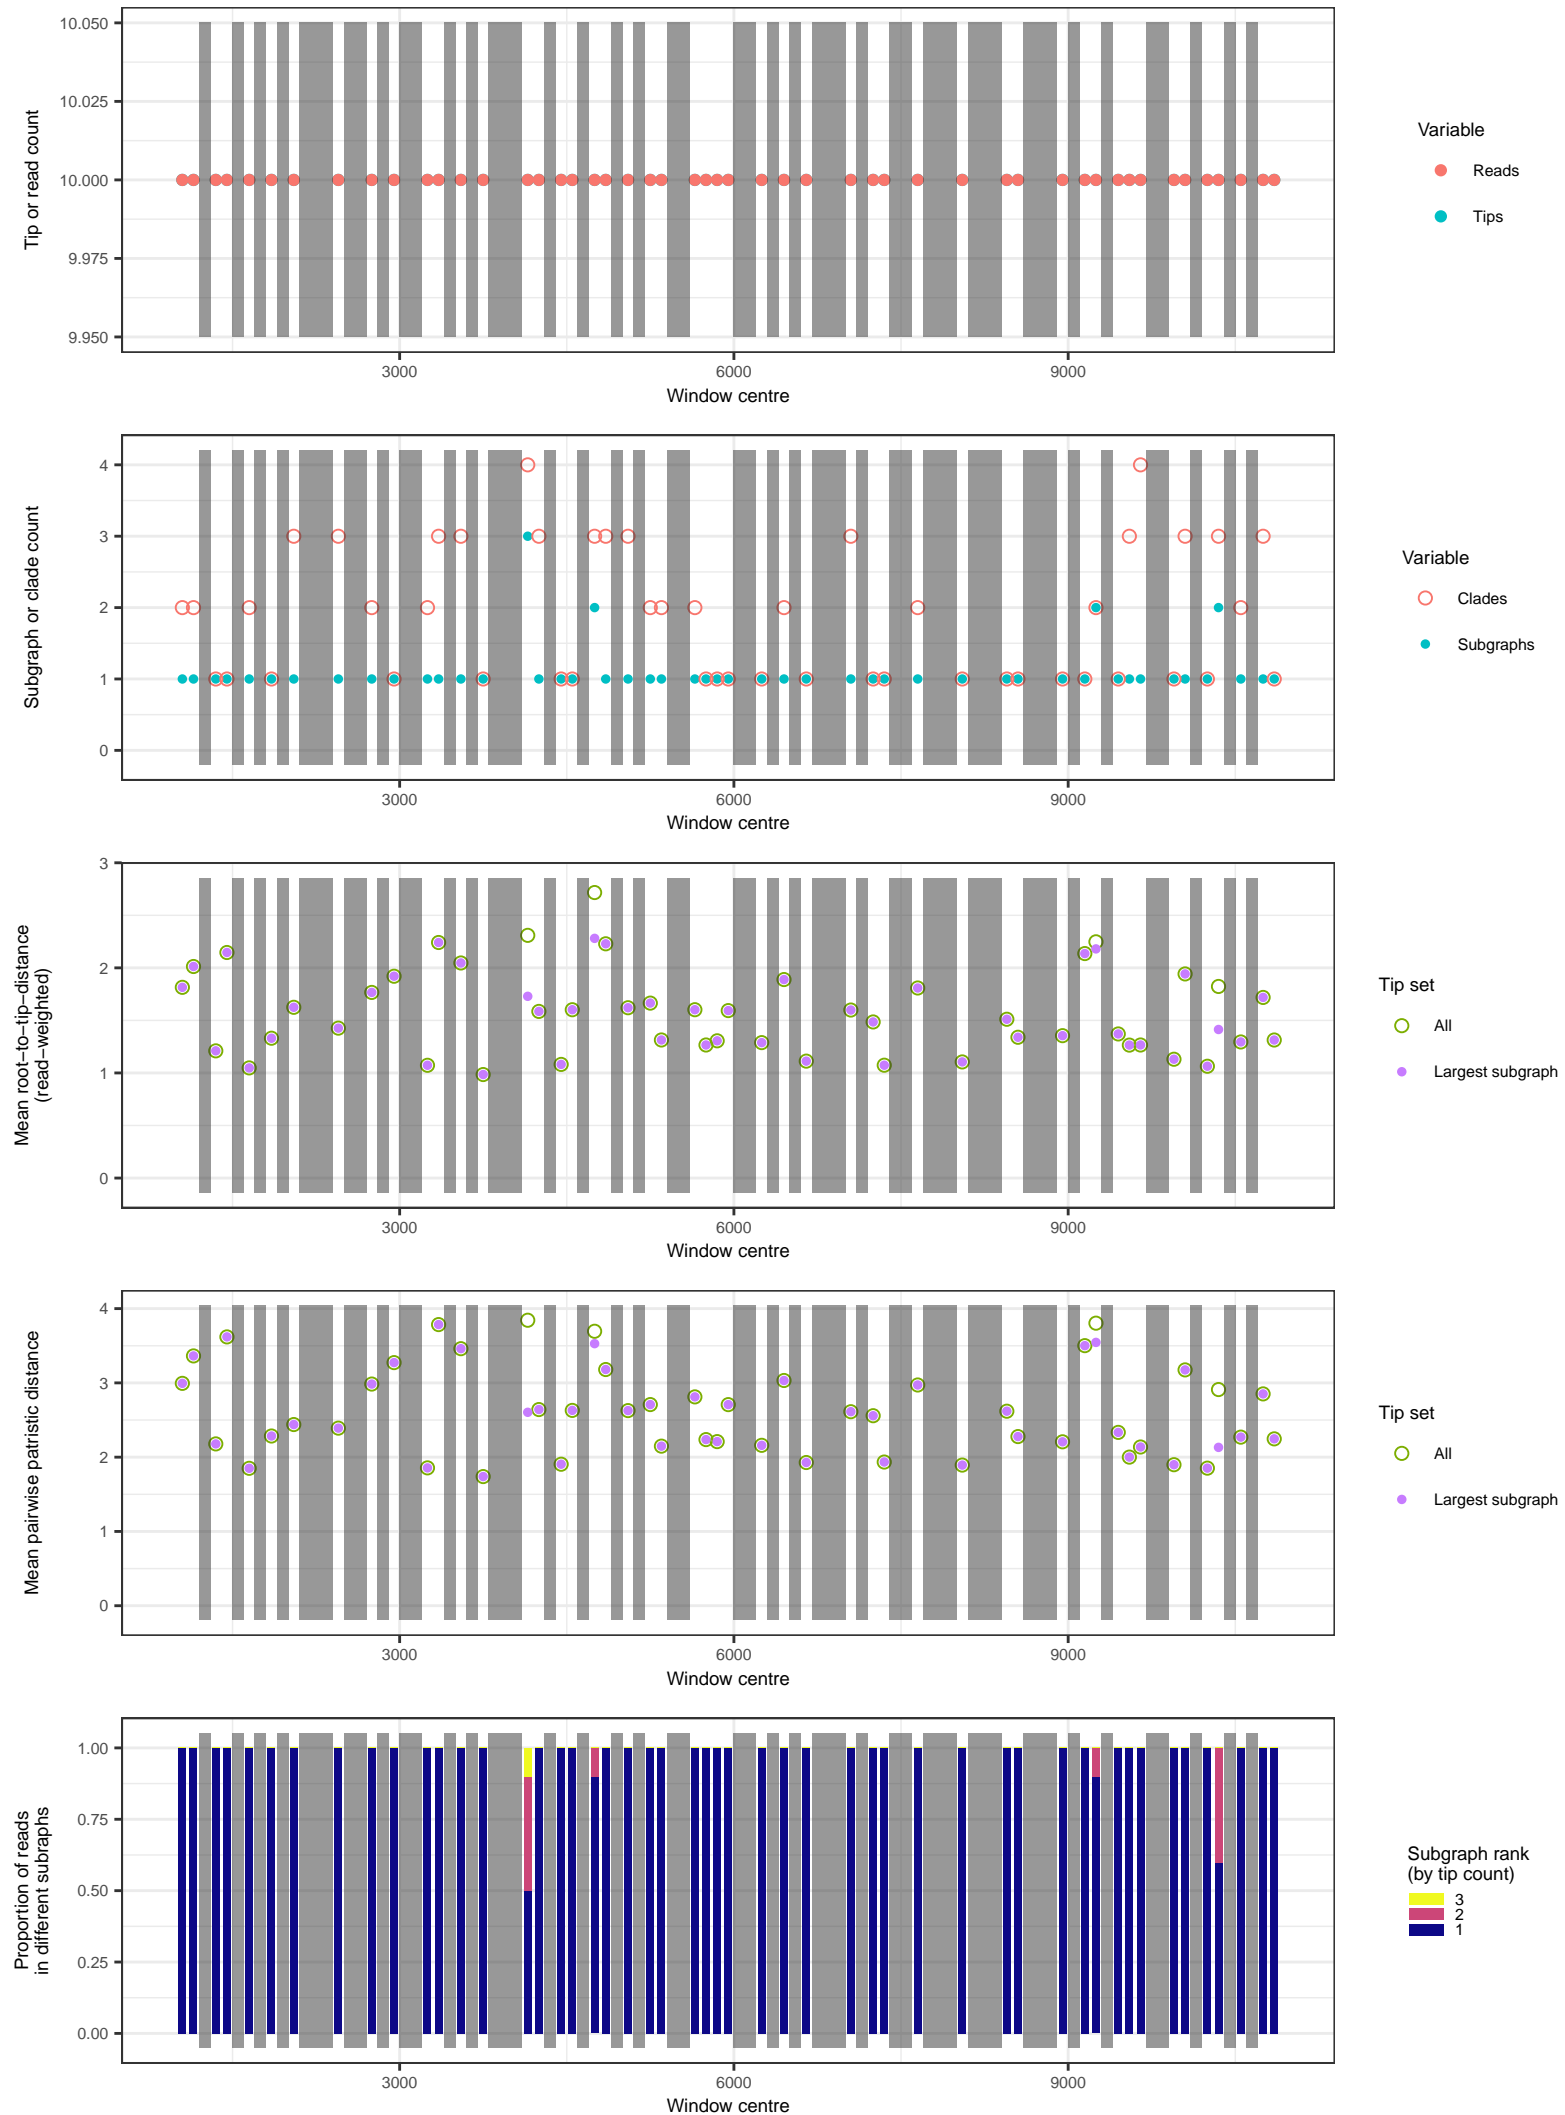 10.050
10.025
10.000
9.975
9.950
Tip or read count
3000
6000
9000
Window centre
Variable
Reads
Tips
4
3
2
1
0
Subgraph or clade count
3000
6000
9000
Window centre
Variable
Clades
Subgraphs
3
2
1
0
Mean root−to−tip−distance
(read−weighted)
3000
6000
9000
Window centre
Tip set
All
Largest subgraph
4
3
2
1
0
Mean pairwise patristic distance
3000
6000
9000
Window centre
Tip set
All
Largest subgraph
1.00
0.75
0.50
0.25
0.00
Proportion of reads
in different subraphs
3000
6000
9000
Window centre
Subgraph rank
(by tip count)
3
2
1